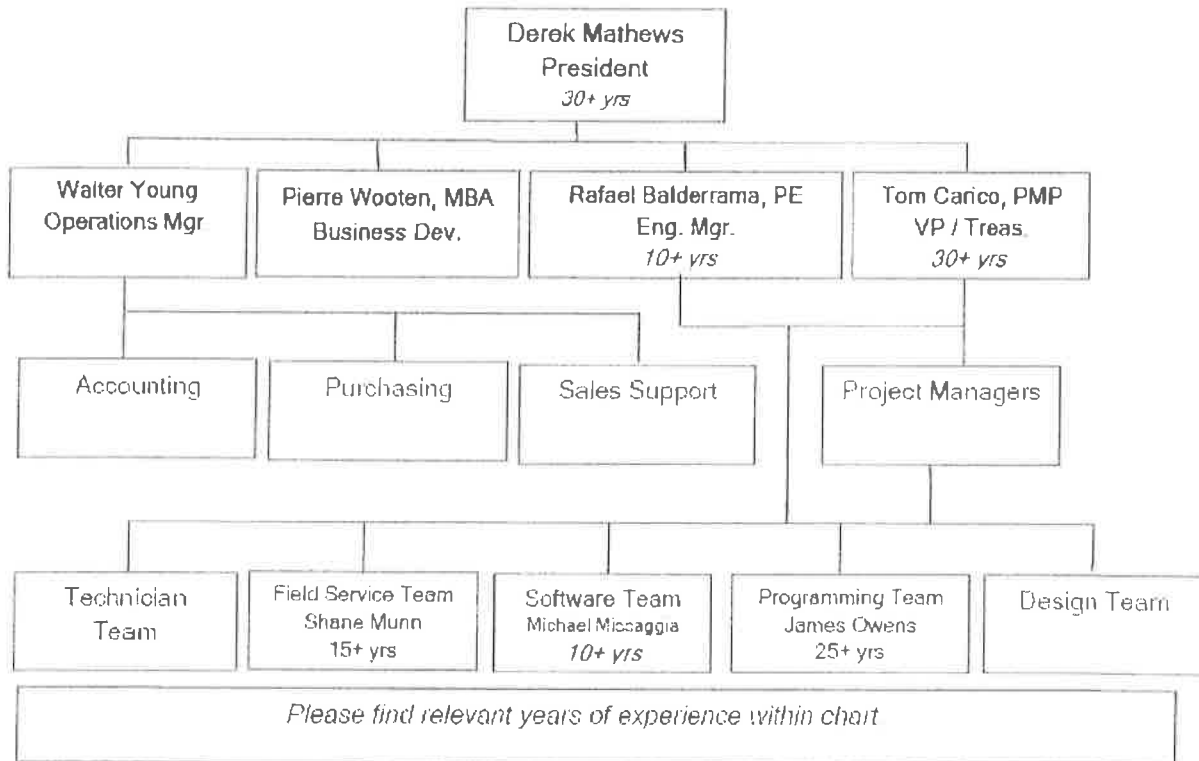 Derek Mathews
President
30+ yrs
Walter Young
Operations Mgr
Pierre Wooten, MBA
Business Dev.
Rafael Balderrama, PE
Eng. Mgr.
10+ yrs
Tom Carico, PMP
VP / Treas.
30+ yrs
Accounting
Purchasing
Sales Support
Project Managers
Technician
Team
Field Service Team
Shane Munn
15+ yrs
Software Team
Michael Miccaggia
10+ yrs
Programming Team
James Owens
25+ yrs
Design Team
Please find relevant years of experience within chart